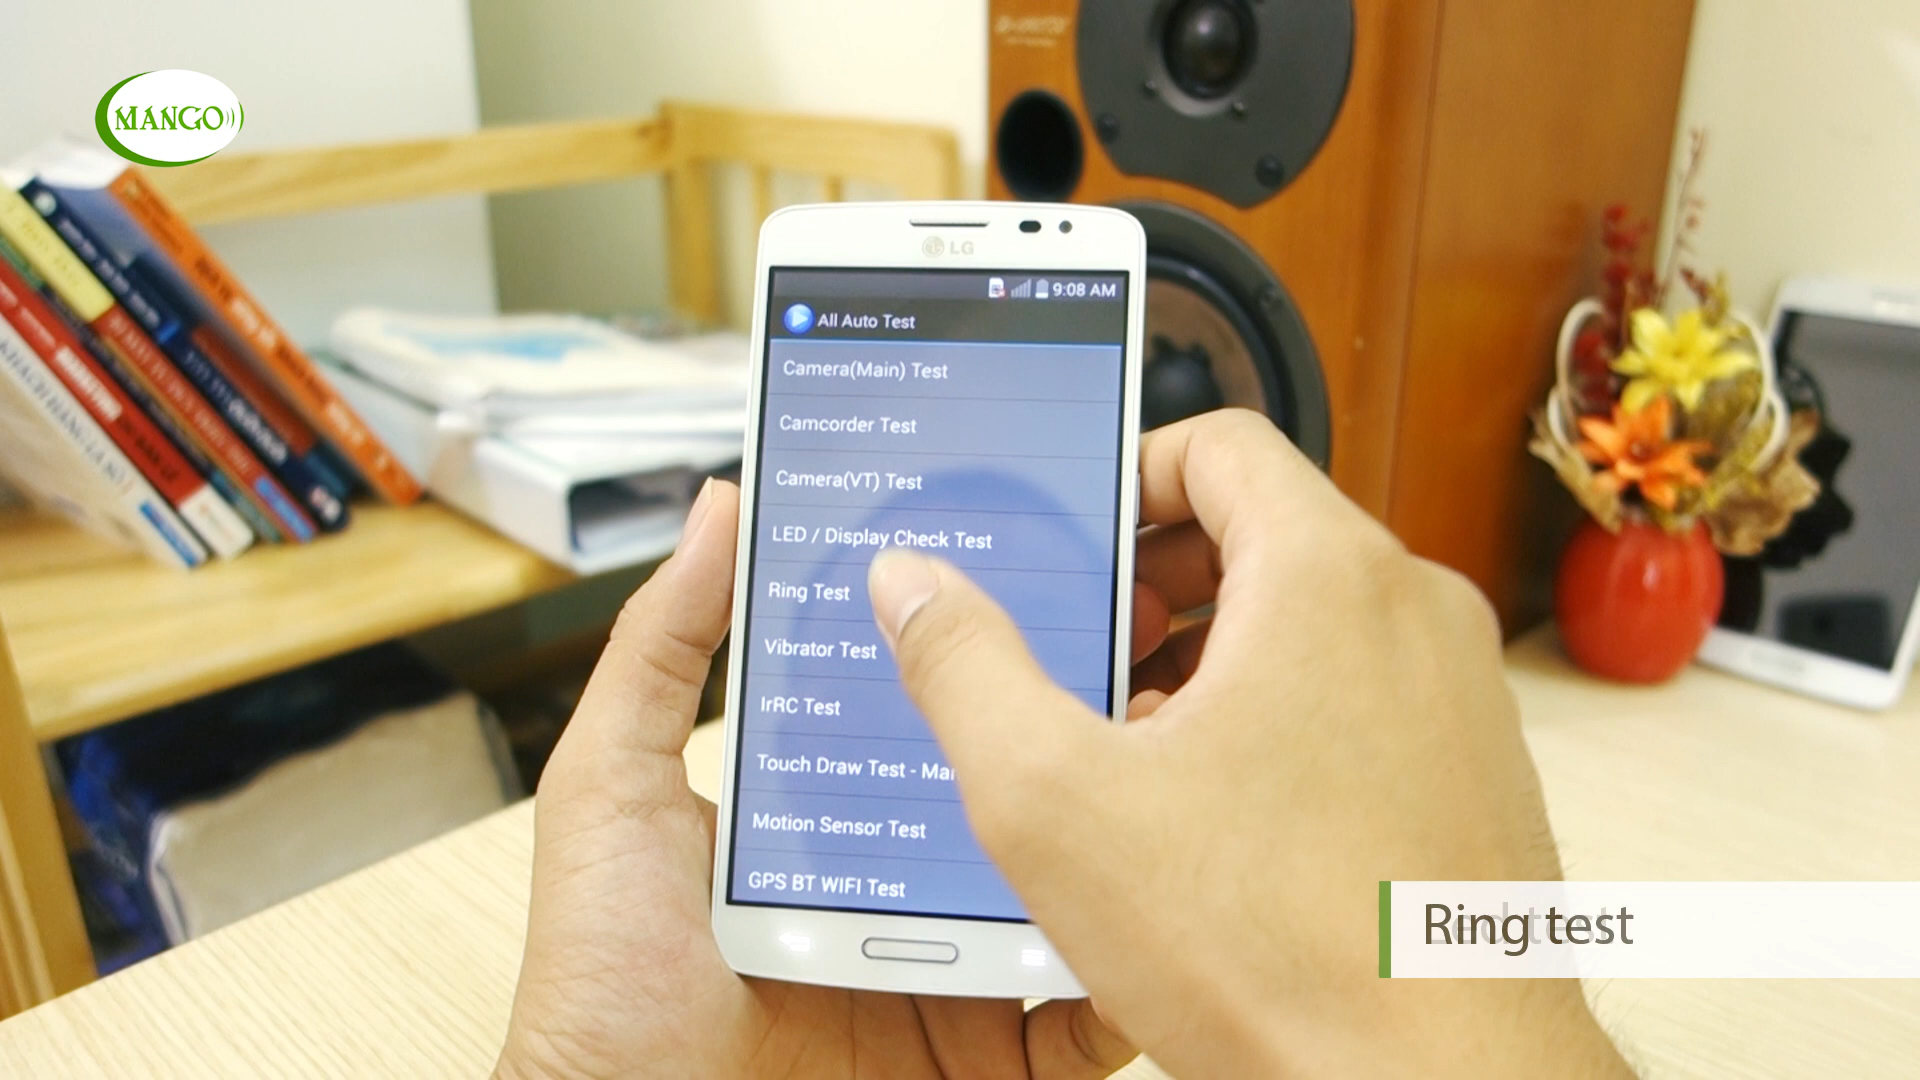 MANGO
LG
9:08 AM
All Auto Test
Camera(Main) Test
Camcorder Test
Camera(VT) Test
LED / Display Check Test
Ring Test
Vibrator Test
IrRC Test
Touch Draw Test - Man
Motion Sensor Test
GPS BT WIFI Test
Ring test